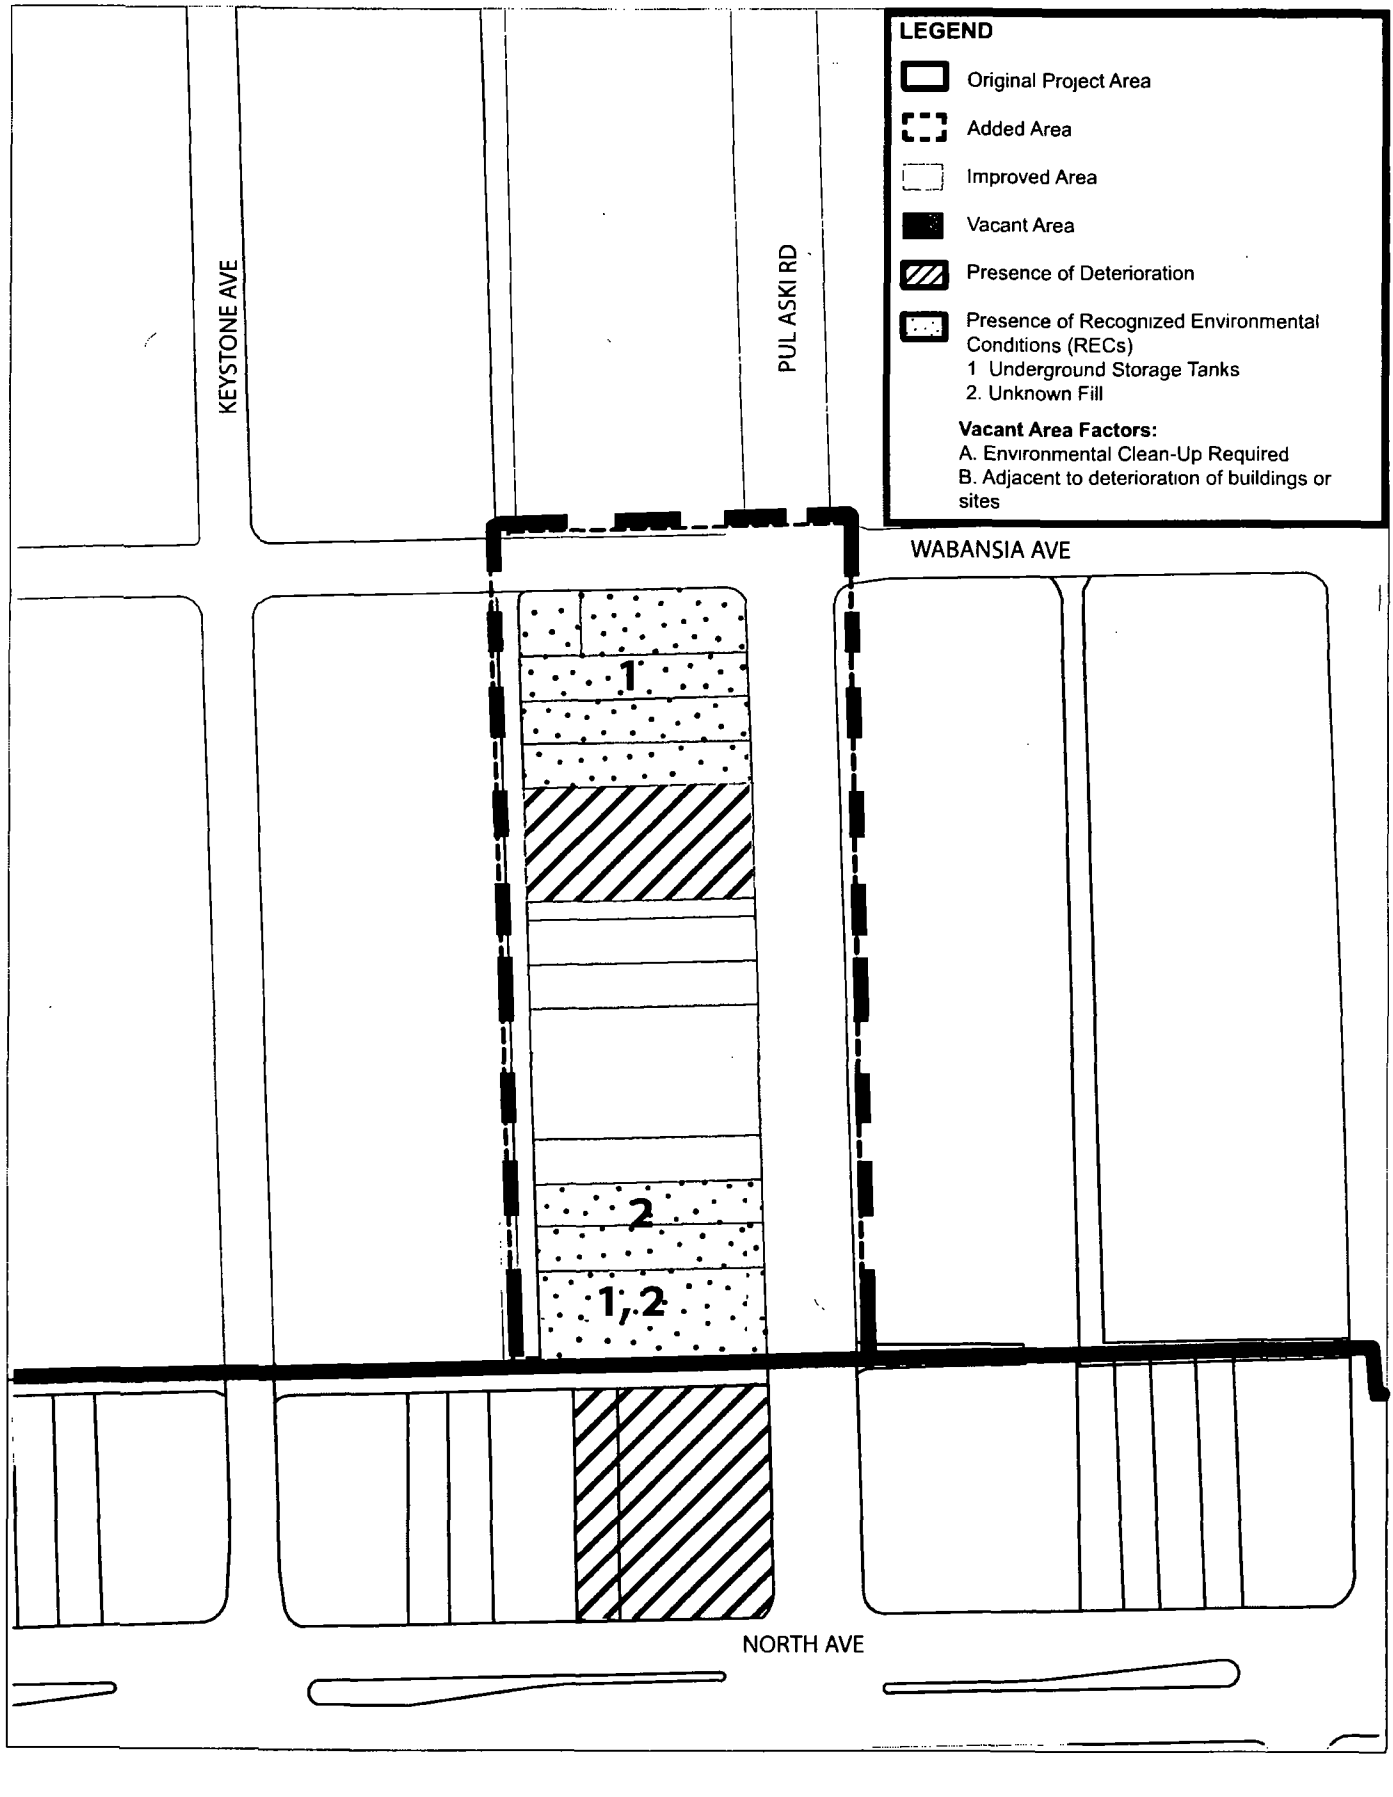 LEGEND
Original Project Area
Added Area
Improved Area
Vacant Area
Presence of Deterioration
Presence of Recognized Environmental
Conditions (RECs)
1 Underground Storage Tanks
2. Unknown Fill
Vacant Area Factors:
A. Environmental Clean-Up Required
B. Adjacent to deterioration of buildings or
sites
KEYSTONE AVE
PUL ASKI RD
WABANSIA AVE
1
2
1, 2
NORTH AVE